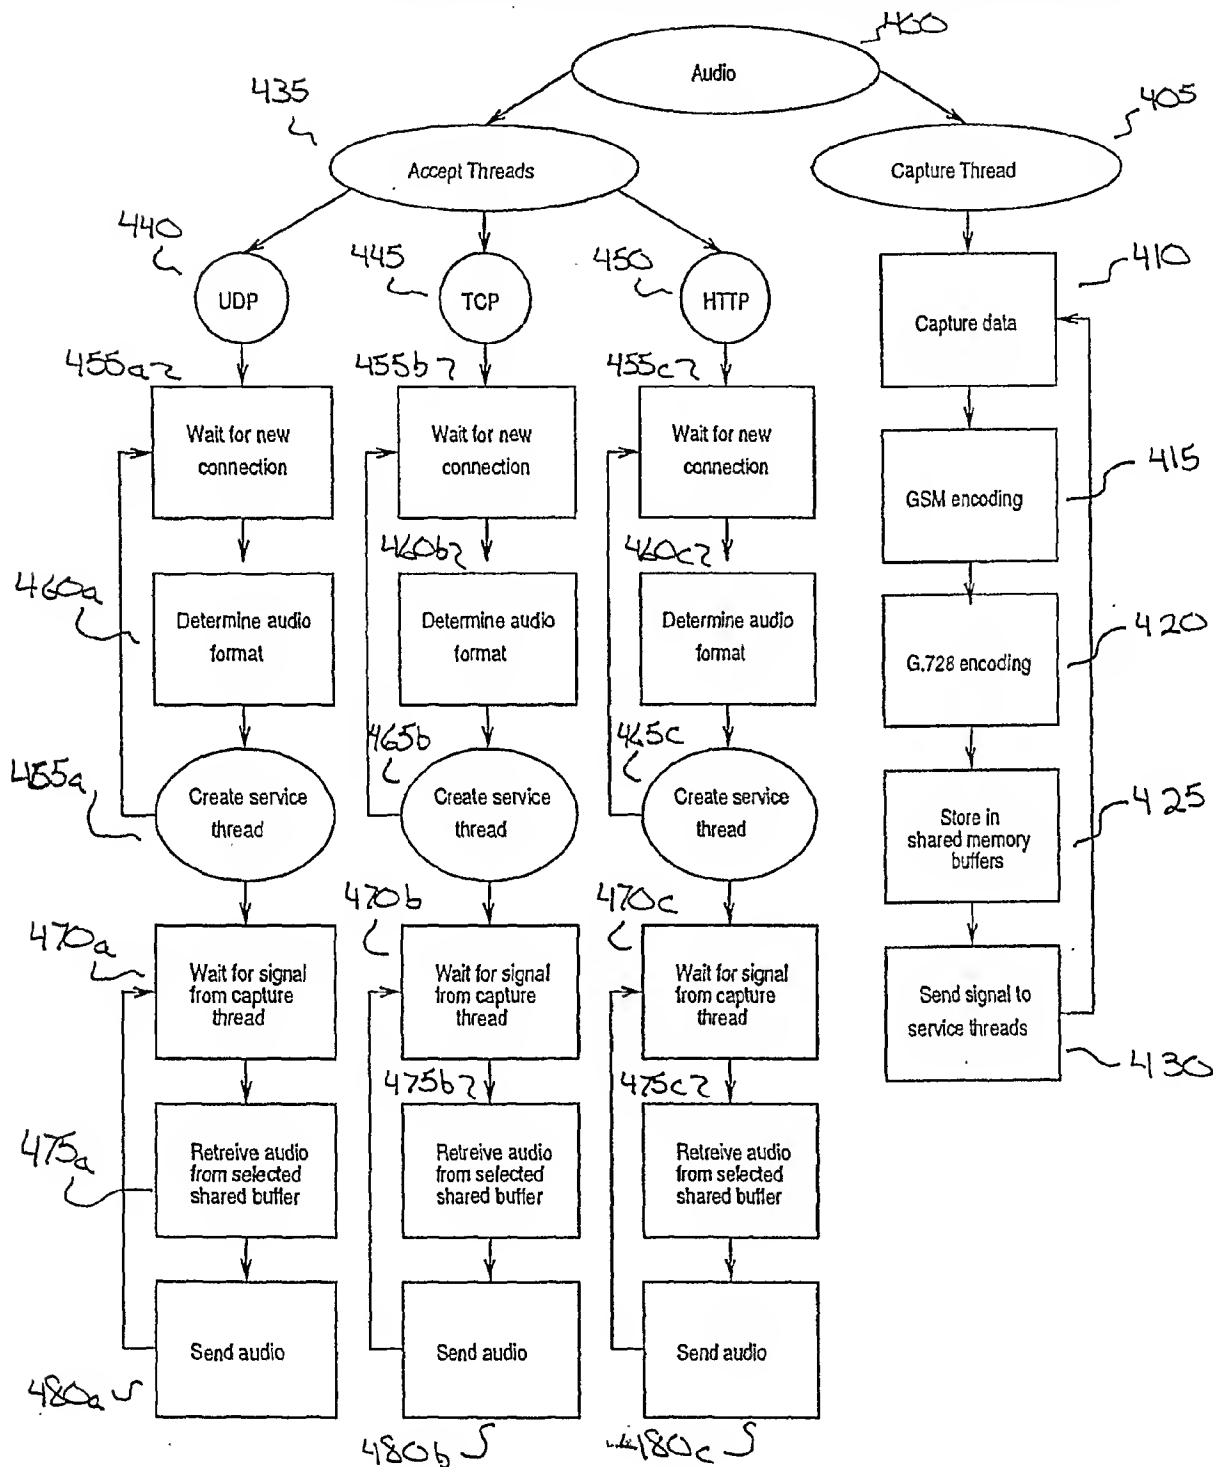 400
Audio
435
405
Accept Threads
Capture Thread
440
445
450
410
UDP
TCP
HTTP
Capture data
455a
455b
455c
Wait for new
connection
Wait for new
connection
Wait for new
connection
415
GSM encoding
460a
460b
460c
Determine audio
format
Determine audio
format
Determine audio
format
420
G.728 encoding
465a
465b
465c
Create service
thread
Create service
thread
Create service
thread
425
Store in
shared memory
buffers
470a
470b
470c
Wait for signal
from capture
thread
Wait for signal
from capture
thread
Wait for signal
from capture
thread
Send signal to
service threads
430
475a
475b
475c
Retreive audio
from selected
shared buffer
Retreive audio
from selected
shared buffer
Retreive audio
from selected
shared buffer
Send audio
Send audio
Send audio
480a
480b
480c